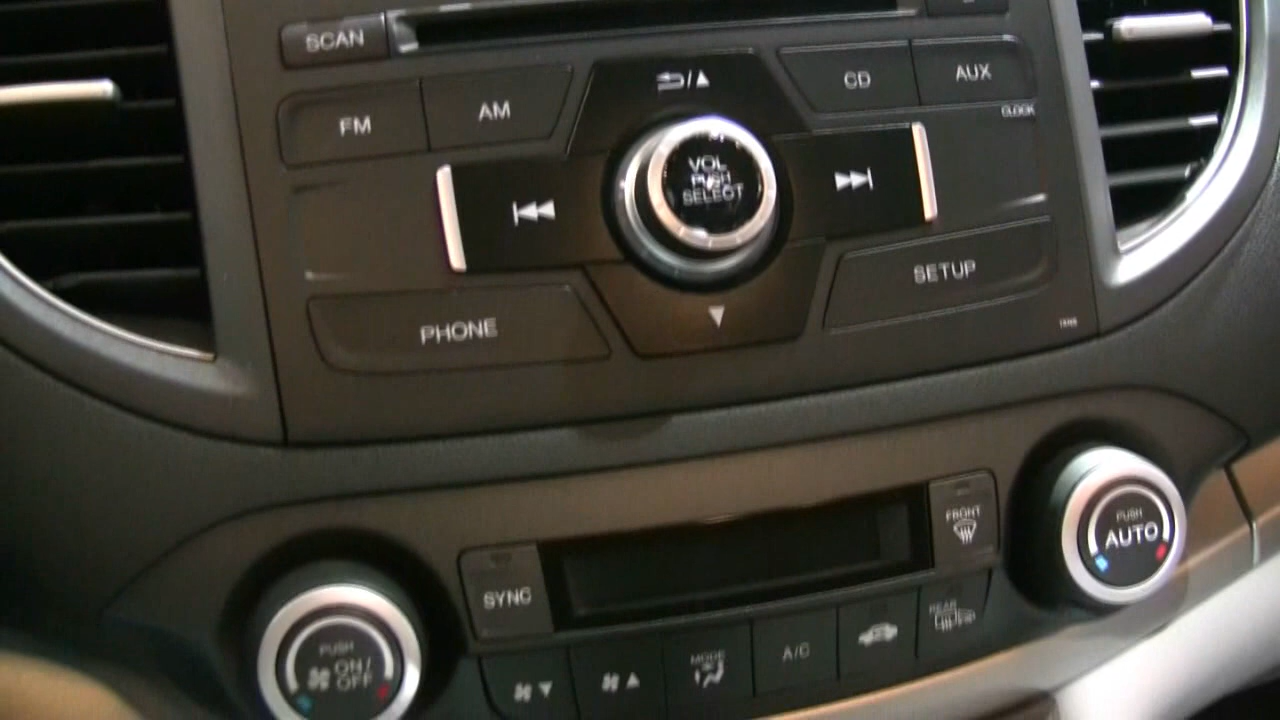 SCAN
FM
AM
CD
AUX
CLOCK
VOL
PUSH
SELECT
SETUP
PHONE
FRONT
PUSH
AUTO
SYNC
PUSH
ON/
OFF
MODE
A/C
REAR